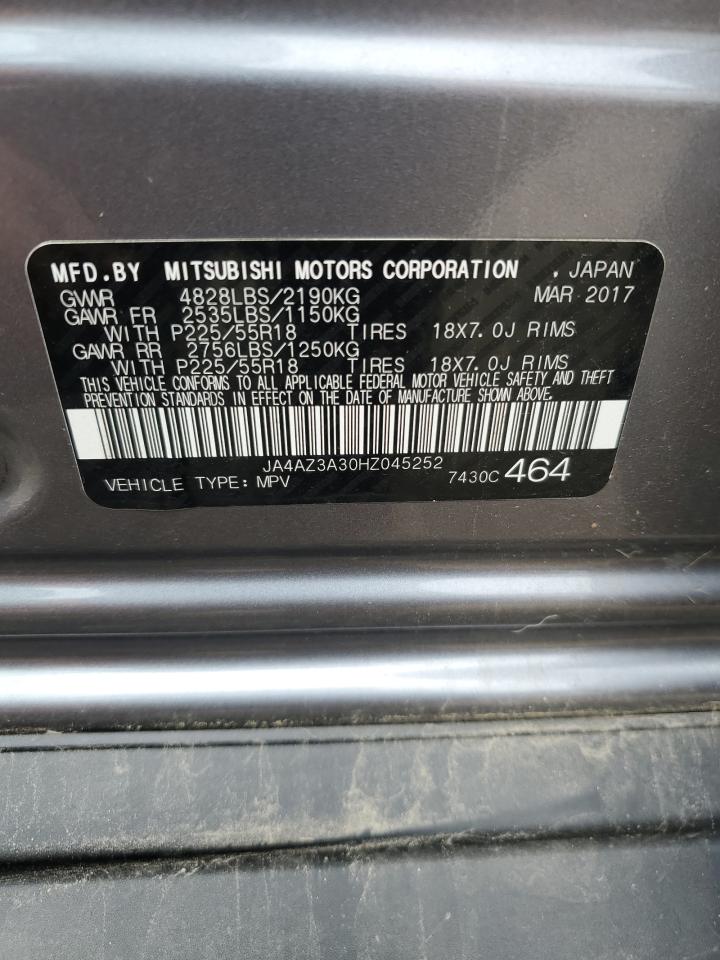 MFD.BY MITSUBISHI MOTORS CORPORATION . JAPAN
GVWR 4828LBS/2190KG MAR 2017
GAWR FR 2535LBS/1150KG
WITH P225/55R18 TIRES 18X7.0J RIMS
GAWR RR 2756LBS/1250KG
WITH P225/55R18 TIRES 18X7.0J RIMS
THIS VEHICLE CONFORMS TO ALL APPLICABLE FEDERAL MOTOR VEHICLE SAFETY AND THEFT
PREVENTION STANDARDS IN EFFECT ON THE DATE OF MANUFACTURE SHOWN ABOVE.
JA4AZ3A30HZ045252
VEHICLE TYPE: MPV 7430C 464